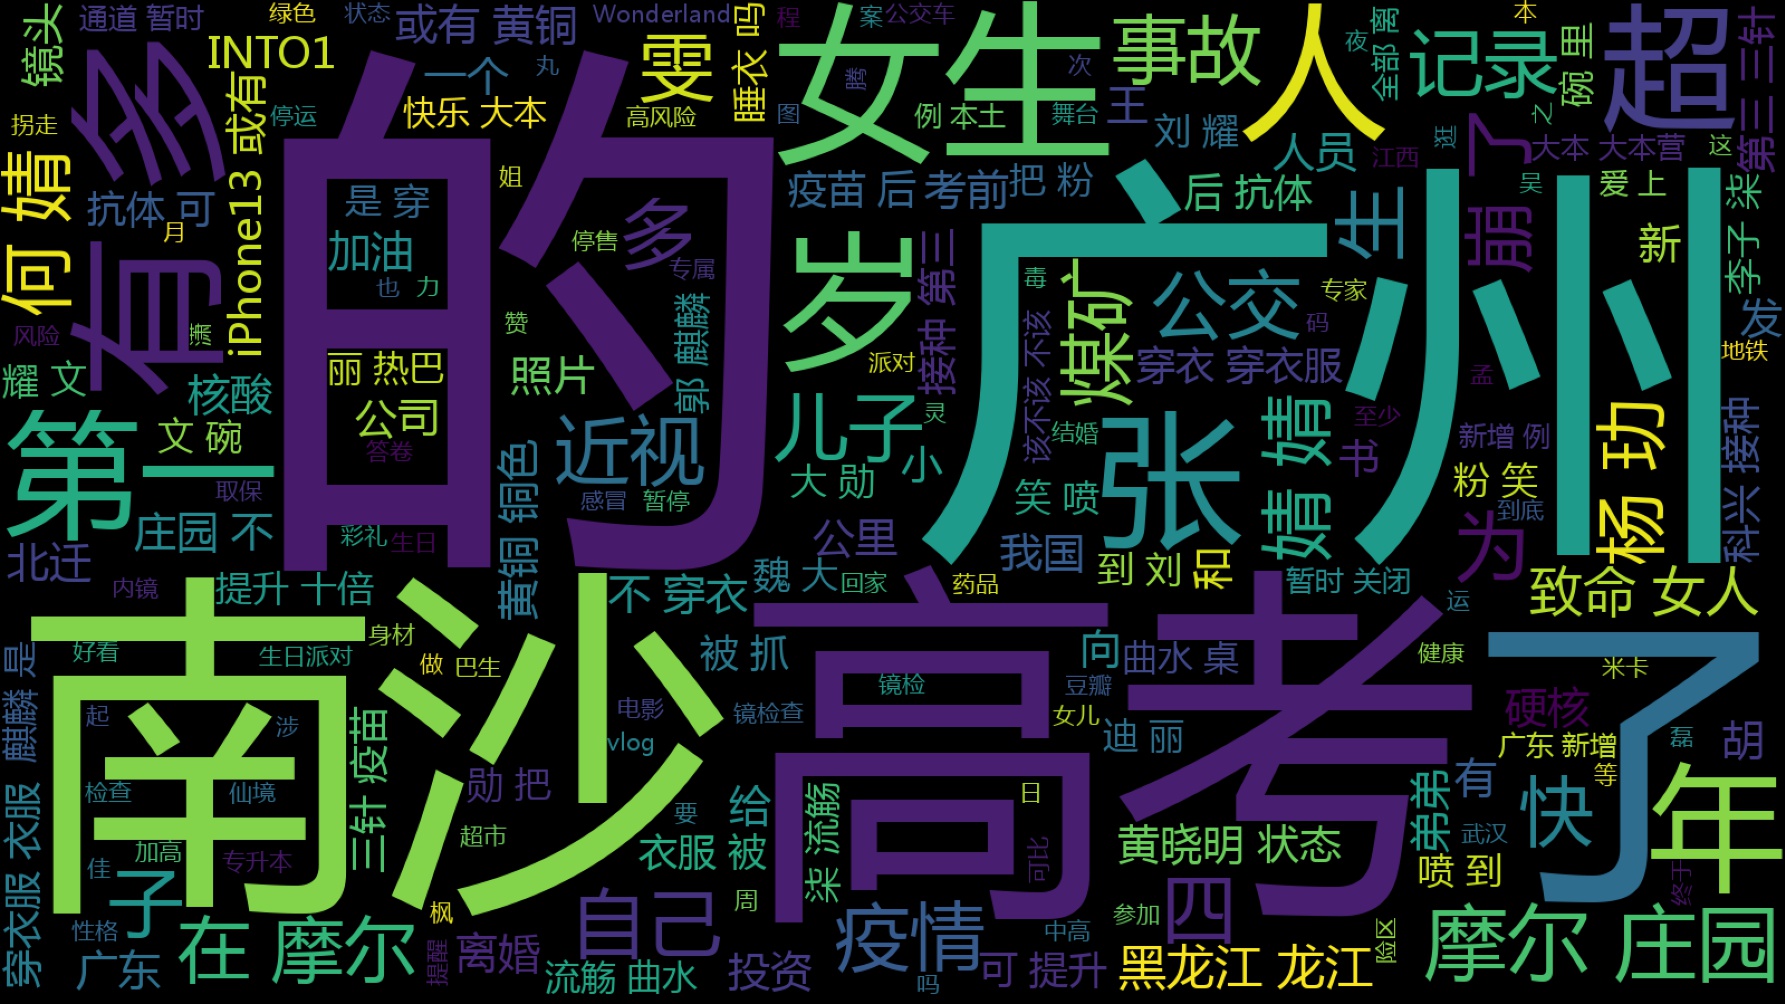 镜头
通道 暂时
绿色
状态
或有 黄铜
Wonderland
睡衣 吗
程
案
公交车
女生
事故
人
夜
全部 离
本
记录
碗 里
超
第三 三针
INTO1
一个
丸
雯
腾
次
有多
快乐 大本
高风险
图
例 本土
舞台
王
刘 耀
之
拐走
停运
的
广州
人员
江西
逛
了
大本 大本营
这
何 婧
或有
iPhone13
抗体 可
月
是 穿
姐
疫苗 后
考前
把 粉
后 抗体
生
吴
爱 上
李子 柒
加油
停售
多
岁
第三
接种
毒
崩
新
也
力
专属
煤矿
公交
专家
发
风险
赞
郭 麒麟
派对
该不该 不该
穿衣 穿衣服
码
地铁
耀 文
核酸
丽 热巴
照片
孟
第一
文 碗
公司
答卷
近视
儿子
灵
结婚
张
婧 婧
至少
书
新增 例
杨 玏
科兴 接种
取保
黄铜 铜色
感冒
暂停
大 勋
小
笑 喷
粉 笑
到底
庄园 不
彩礼
生日
公里
我国
到 刘
和
为
北迁
内镜
提升 十倍
不 穿衣
魏 大
回家
药品
暂时 关闭
运
致命 女人
南沙
身材
高考
了
好看
生日派对
做
巴生
被 抓
向
曲水 桌
健康
米卡
麒麟 是
起
涉
三针 疫苗
电影
镜检查
镜检
豆瓣
女儿
迪 丽
硬核
vlog
广东 新增
磊
胡
检查
仙境
勋 把
要
给
柒 流觞
日
弟弟
有
等
年
穿衣服 衣服
加高
超市
衣服 被
可比
黄晓明 状态
武汉
快
佳
专升本
喷 到
终于
子
枫
自己
周
四
参加
性格
在 摩尔
提醒
离婚
疫情
中高
险区
摩尔 庄园
广东
流觞 曲水
投资
吗
可 提升
黑龙江 龙江